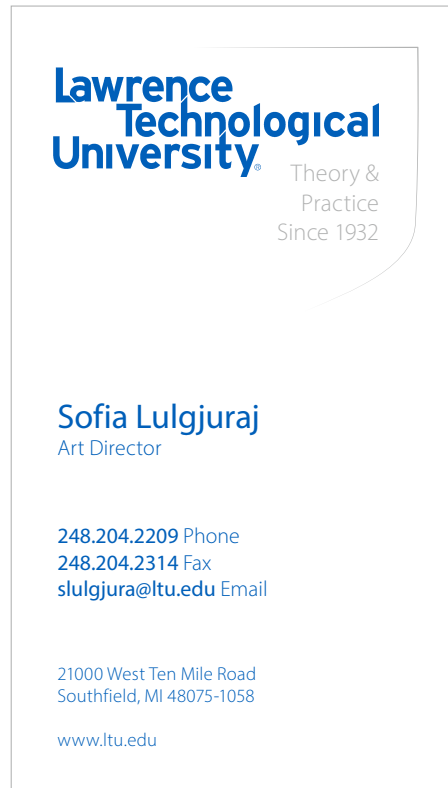 Lawrence
Technological
University®
Theory &
Practice
Since 1932
Sofia Lulgjuraj
Art Director
248.204.2209 Phone
248.204.2314 Fax
slulgjura@ltu.edu Email
21000 West Ten Mile Road
Southfield, MI 48075-1058
www.ltu.edu